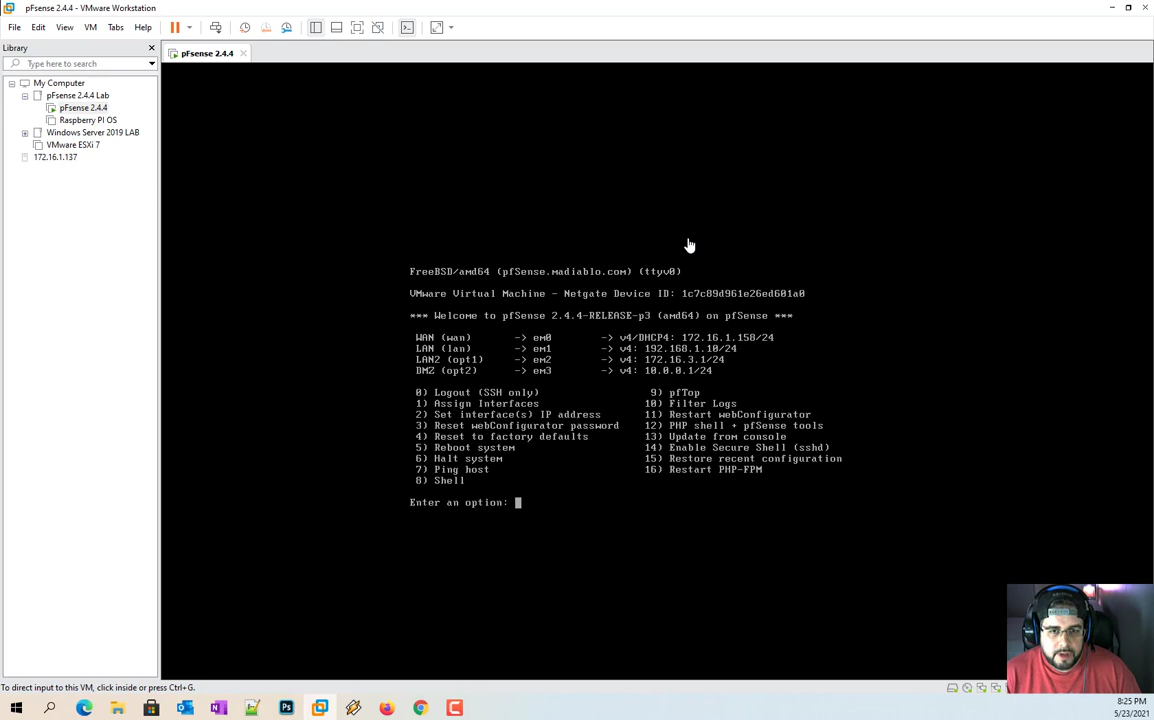 pFsense 2.4.4 - VMware Workstation
File Edit View VM Tabs Help
Library
Type here to search
My Computer
pFsense 2.4.4 Lab
pFsense 2.4.4
Raspberry PI OS
Windows Server 2019 LAB
VMware ESXi 7
172.16.1.137
pFsense 2.4.4
FreeBSD/amd64 (pfSense.madiablo.com) (ttyv0)
VMware Virtual Machine - Netgate Device ID: 1c7c89d961e26ed601a0
*** Welcome to pfSense 2.4.4-RELEASE-p3 (amd64) on pfSense ***
WAN (wan) -> em0 -> v4/DHCP4: 172.16.1.158/24
LAN (lan) -> em1 -> v4: 192.168.1.10/24
LAN2 (opt1) -> em2 -> v4: 172.16.3.1/24
DMZ (opt2) -> em3 -> v4: 10.0.0.1/24
0) Logout (SSH only) 9) pfTop
1) Assign Interfaces 10) Filter Logs
2) Set interface(s) IP address 11) Restart webConfigurator
3) Reset webConfigurator password 12) PHP shell + pfSense tools
4) Reset to factory defaults 13) Update from console
5) Reboot system 14) Enable Secure Shell (sshd)
6) Halt system 15) Restore recent configuration
7) Ping host 16) Restart PHP-FPM
8) Shell
Enter an option:
To direct input to this VM, click inside or press Ctrl+G.
8:25 PM
5/23/2021